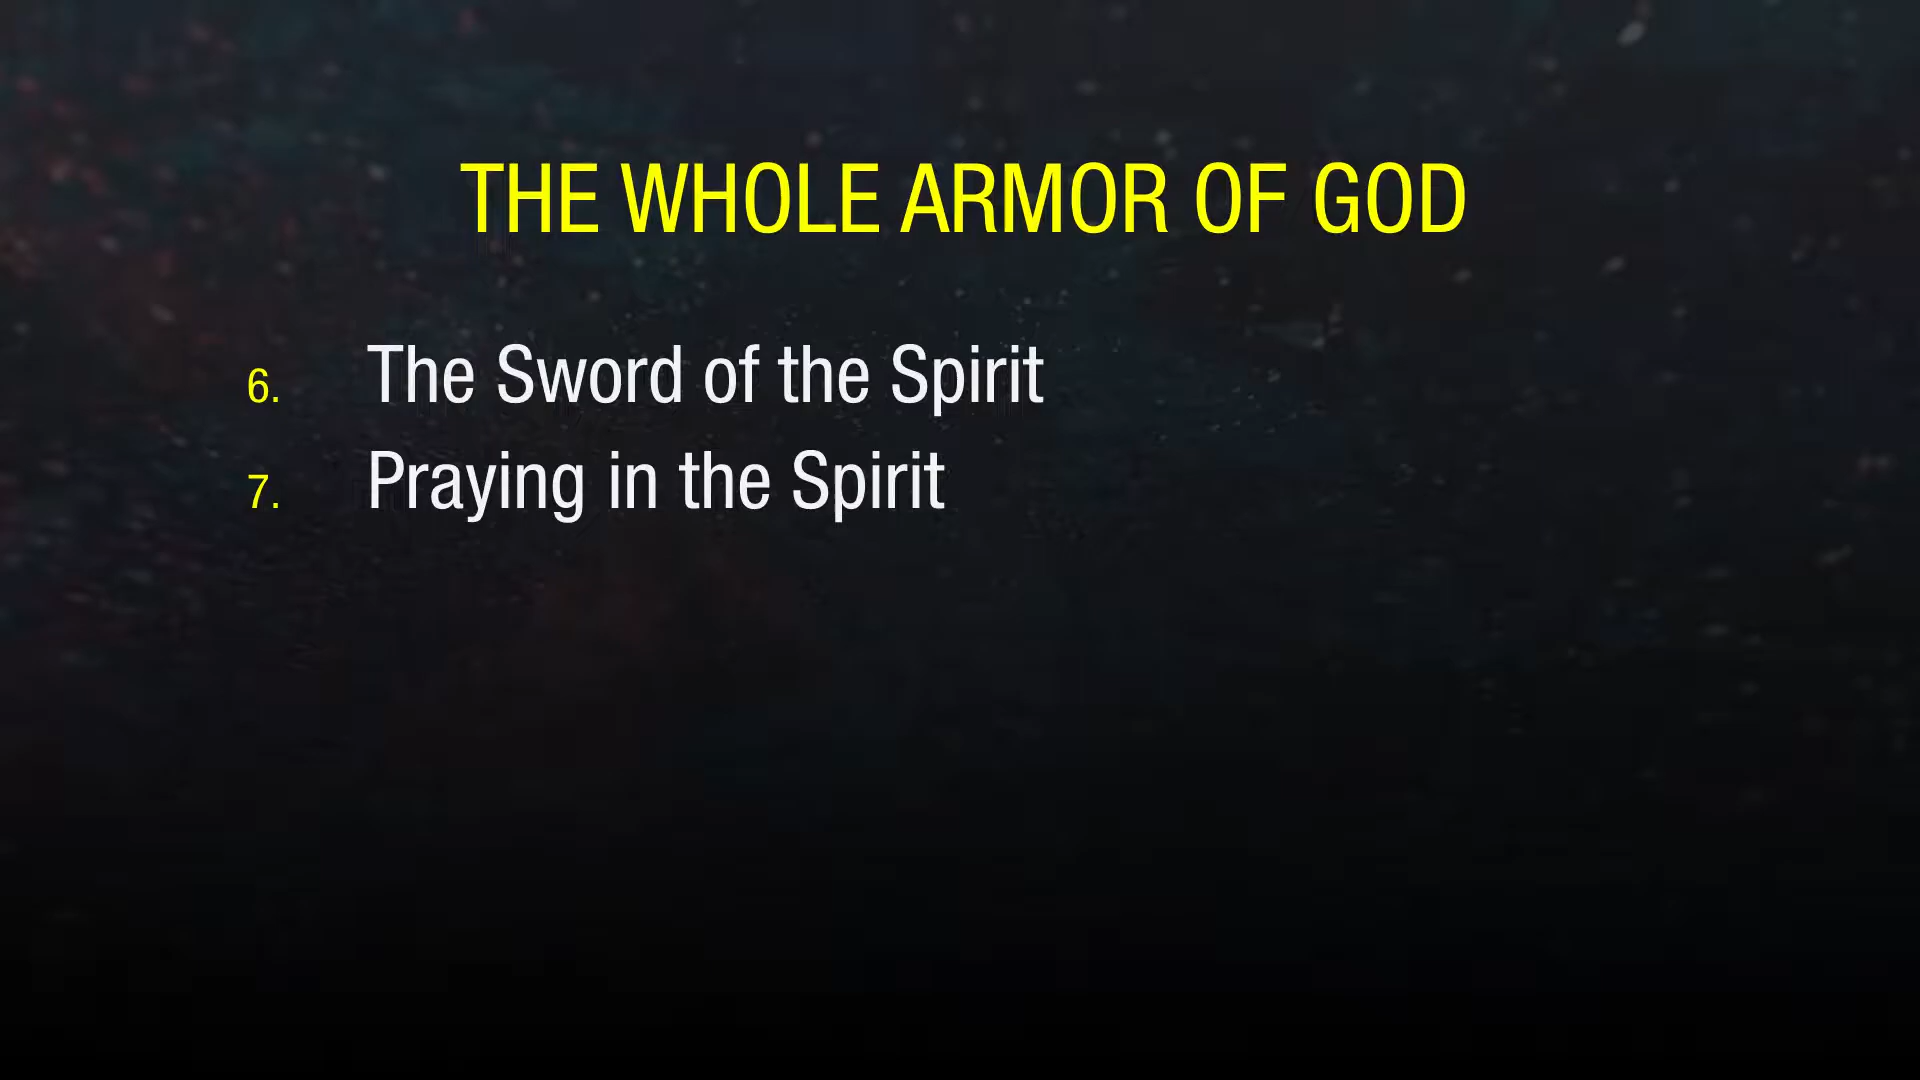 THE WHOLE ARMOR OF GOD
6. The Sword of the Spirit
7. Praying in the Spirit